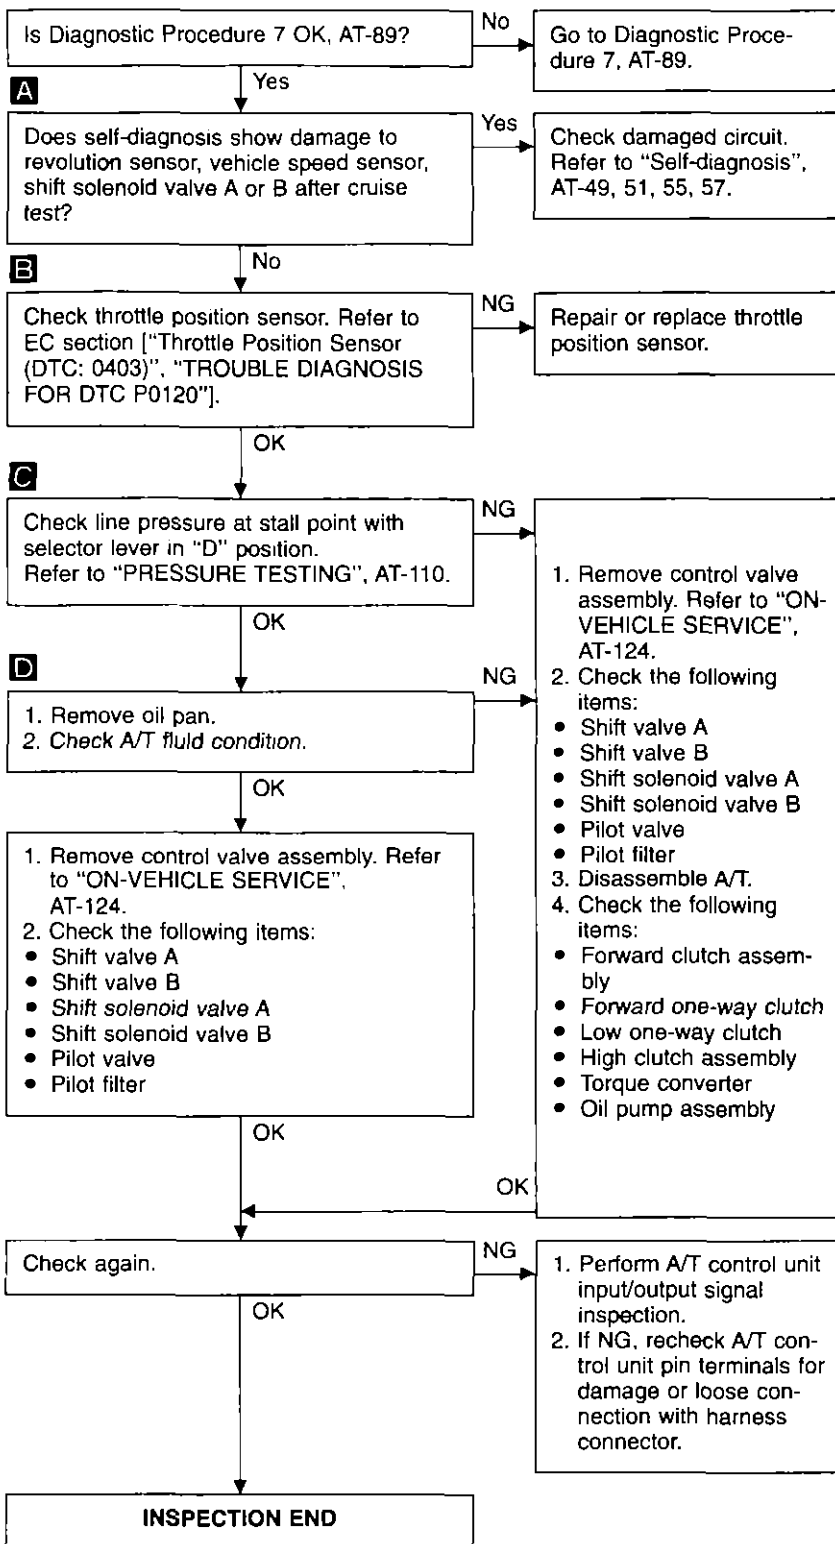 Is Diagnostic Procedure 7 OK, AT-89?
No
Go to Diagnostic Proce-
dure 7, AT-89.
Yes
A
Does self-diagnosis show damage to
revolution sensor, vehicle speed sensor,
shift solenoid valve A or B after cruise
test?
Yes
Check damaged circuit.
Refer to “Self-diagnosis”,
AT-49, 51, 55, 57.
No
B
Check throttle position sensor. Refer to
EC section [“Throttle Position Sensor
(DTC: 0403)”, “TROUBLE DIAGNOSIS
FOR DTC P0120”].
NG
Repair or replace throttle
position sensor.
OK
C
Check line pressure at stall point with
selector lever in “D” position.
Refer to “PRESSURE TESTING”, AT-110.
NG
OK
D
1. Remove oil pan.
2. Check A/T fluid condition.
NG
1. Remove control valve
assembly. Refer to “ON-
VEHICLE SERVICE”,
AT-124.
2. Check the following
items:
• Shift valve A
• Shift valve B
• Shift solenoid valve A
• Shift solenoid valve B
• Pilot valve
• Pilot filter
3. Disassemble A/T.
4. Check the following
items:
• Forward clutch assem-
bly
• Forward one-way clutch
• Low one-way clutch
• High clutch assembly
• Torque converter
• Oil pump assembly
OK
1. Remove control valve assembly. Refer
to “ON-VEHICLE SERVICE”,
AT-124.
2. Check the following items:
• Shift valve A
• Shift valve B
• Shift solenoid valve A
• Shift solenoid valve B
• Pilot valve
• Pilot filter
OK
OK
Check again.
NG
1. Perform A/T control unit
input/output signal
inspection.
2. If NG, recheck A/T con-
trol unit pin terminals for
damage or loose con-
nection with harness
connector.
OK
INSPECTION END